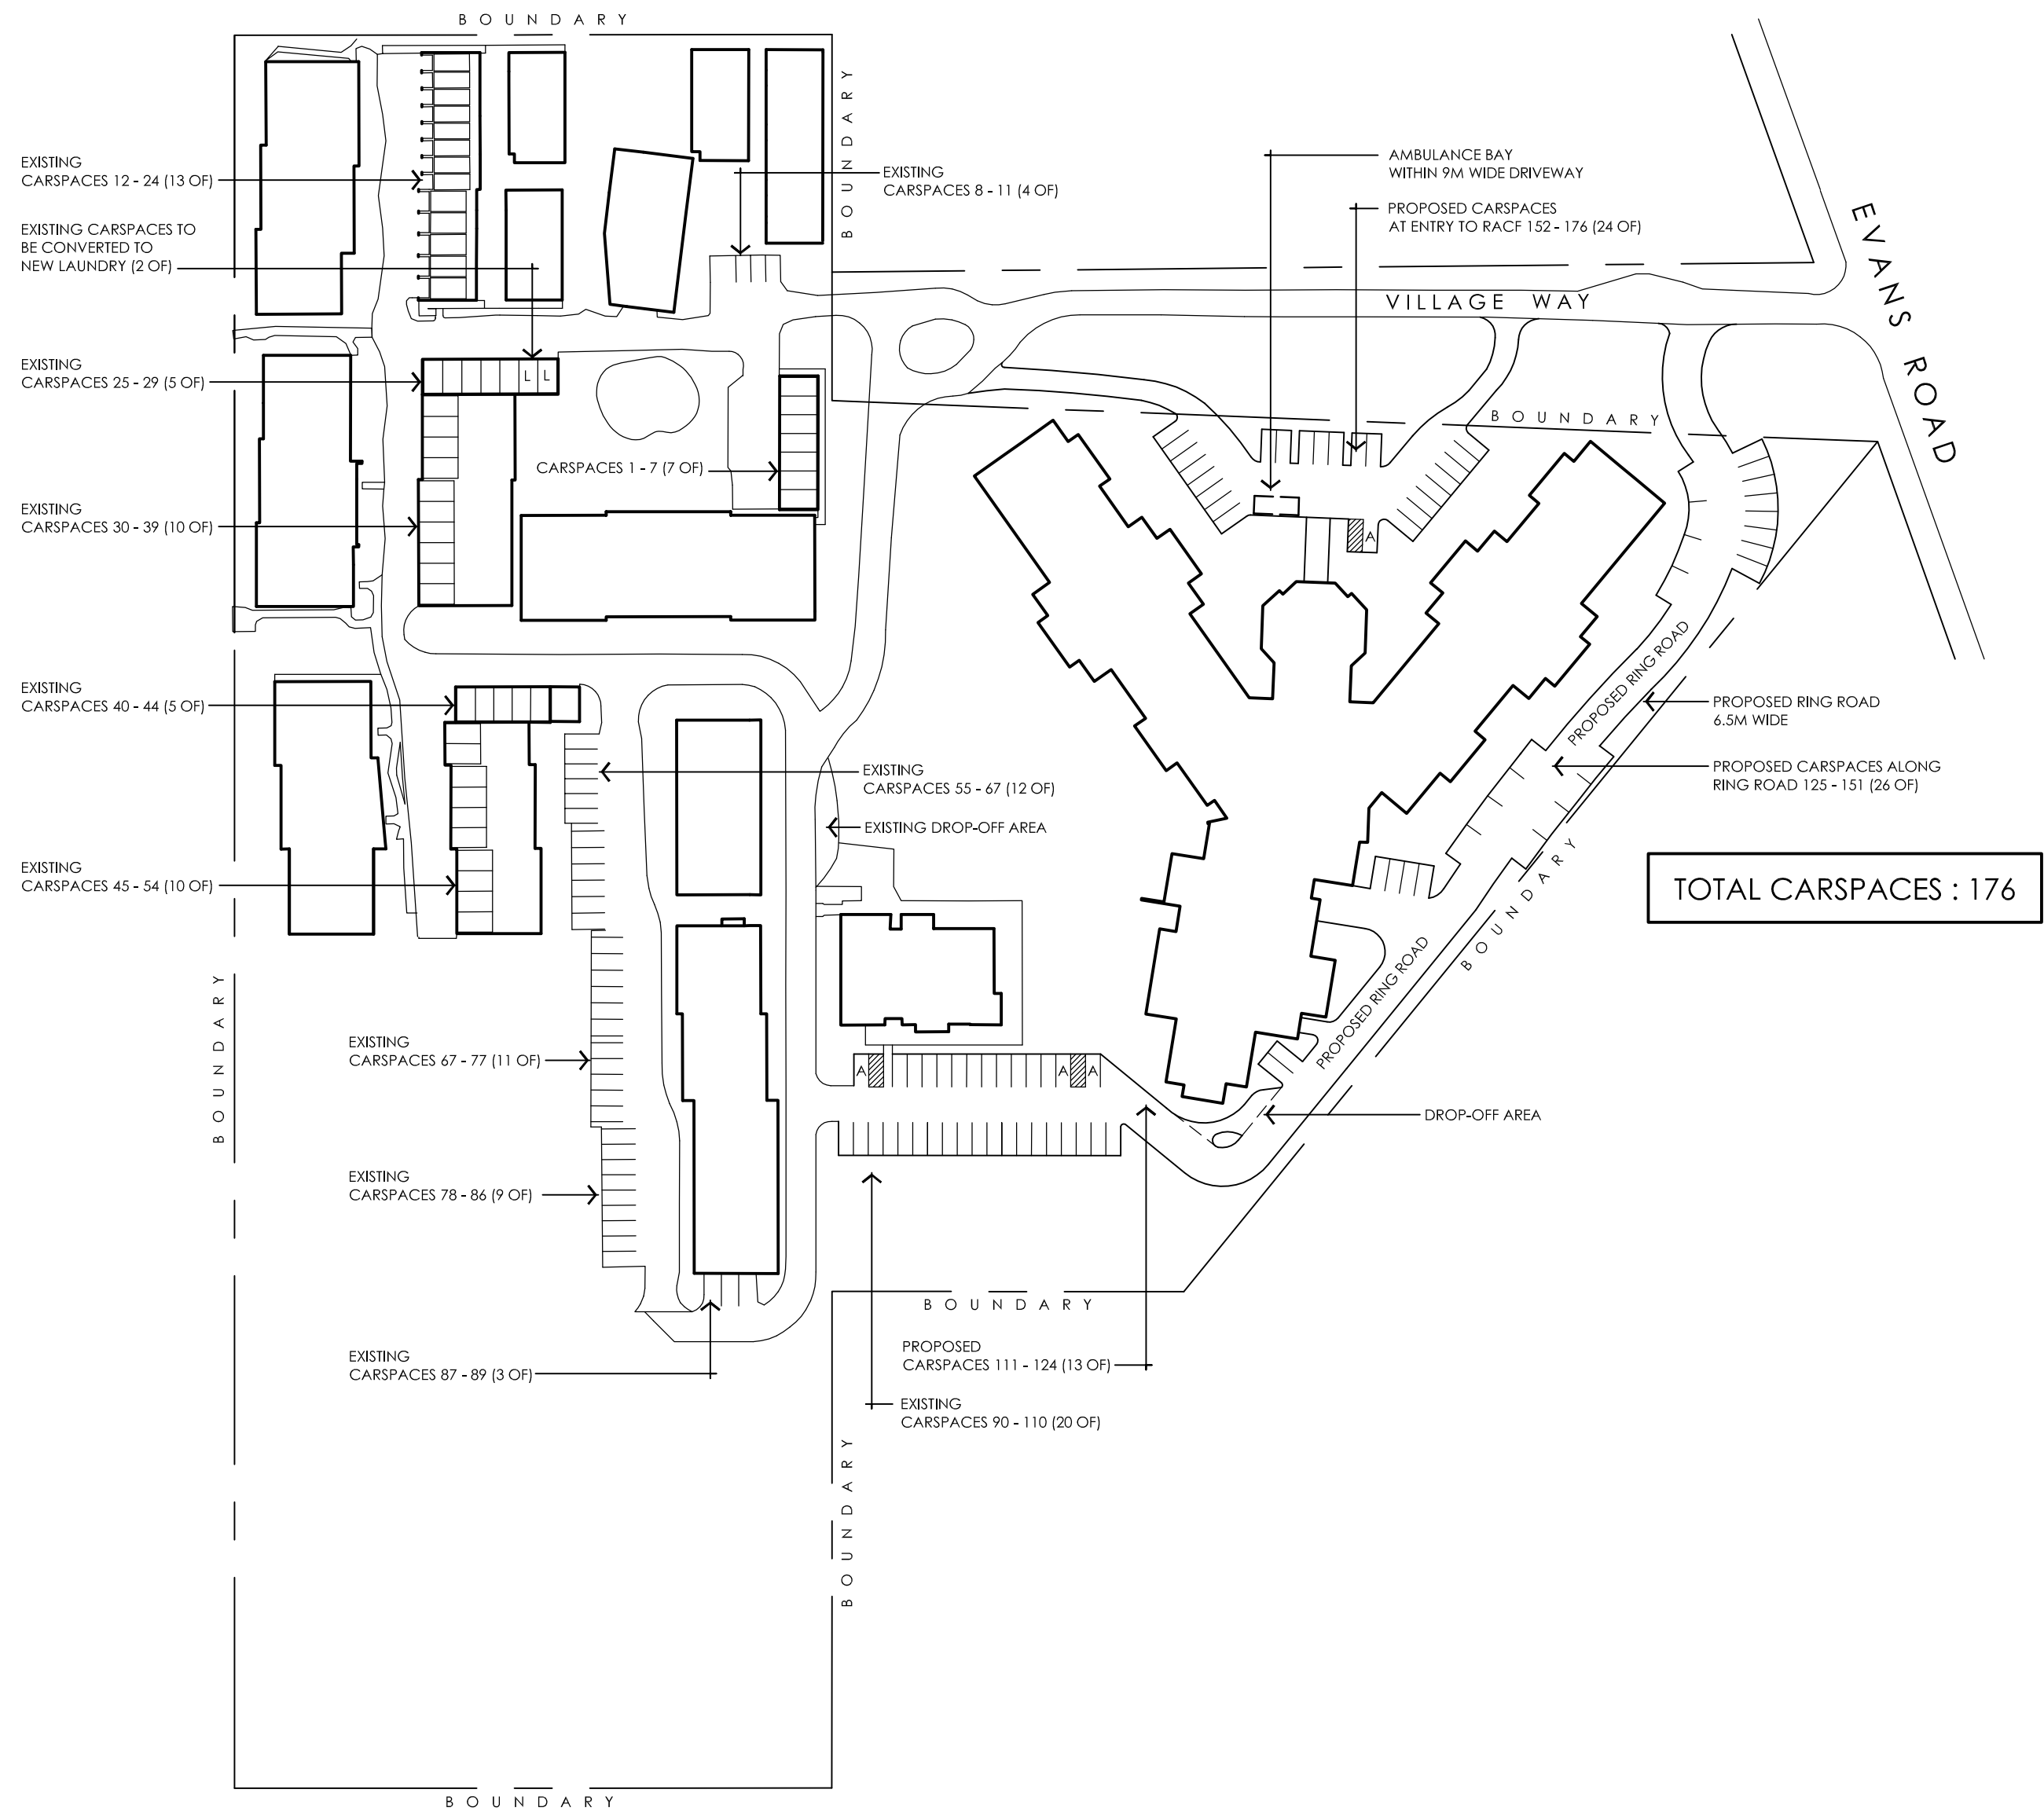 BOUNDARY
BOUNDARY
EVANS ROAD
EXISTING
CARSPACES 12 - 24 (13 OF)
EXISTING
CARSPACES 8 - 11 (4 OF)
AMBULANCE BAY
WITHIN 9M WIDE DRIVEWAY
PROPOSED CARSPACES
AT ENTRY TO RACF 152 - 176 (24 OF)
EXISTING CARSPACES TO
BE CONVERTED TO
NEW LAUNDRY (2 OF)
VILLAGE WAY
EXISTING
CARSPACES 25 - 29 (5 OF)
L L
BOUNDARY
CARSPACES 1 - 7 (7 OF)
EXISTING
CARSPACES 30 - 39 (10 OF)
A
PROPOSED RING ROAD
EXISTING
CARSPACES 40 - 44 (5 OF)
PROPOSED RING ROAD
6.5M WIDE
EXISTING
CARSPACES 55 - 67 (12 OF)
PROPOSED CARSPACES ALONG
RING ROAD 125 - 151 (26 OF)
EXISTING DROP-OFF AREA
EXISTING
CARSPACES 45 - 54 (10 OF)
BOUNDARY
TOTAL CARSPACES : 176
PROPOSED RING ROAD
BOUNDARY
EXISTING
CARSPACES 67 - 77 (11 OF)
A A A
DROP-OFF AREA
EXISTING
CARSPACES 78 - 86 (9 OF)
BOUNDARY
EXISTING
CARSPACES 87 - 89 (3 OF)
PROPOSED
CARSPACES 111 - 124 (13 OF)
EXISTING
CARSPACES 90 - 110 (20 OF)
BOUNDARY
BOUNDARY